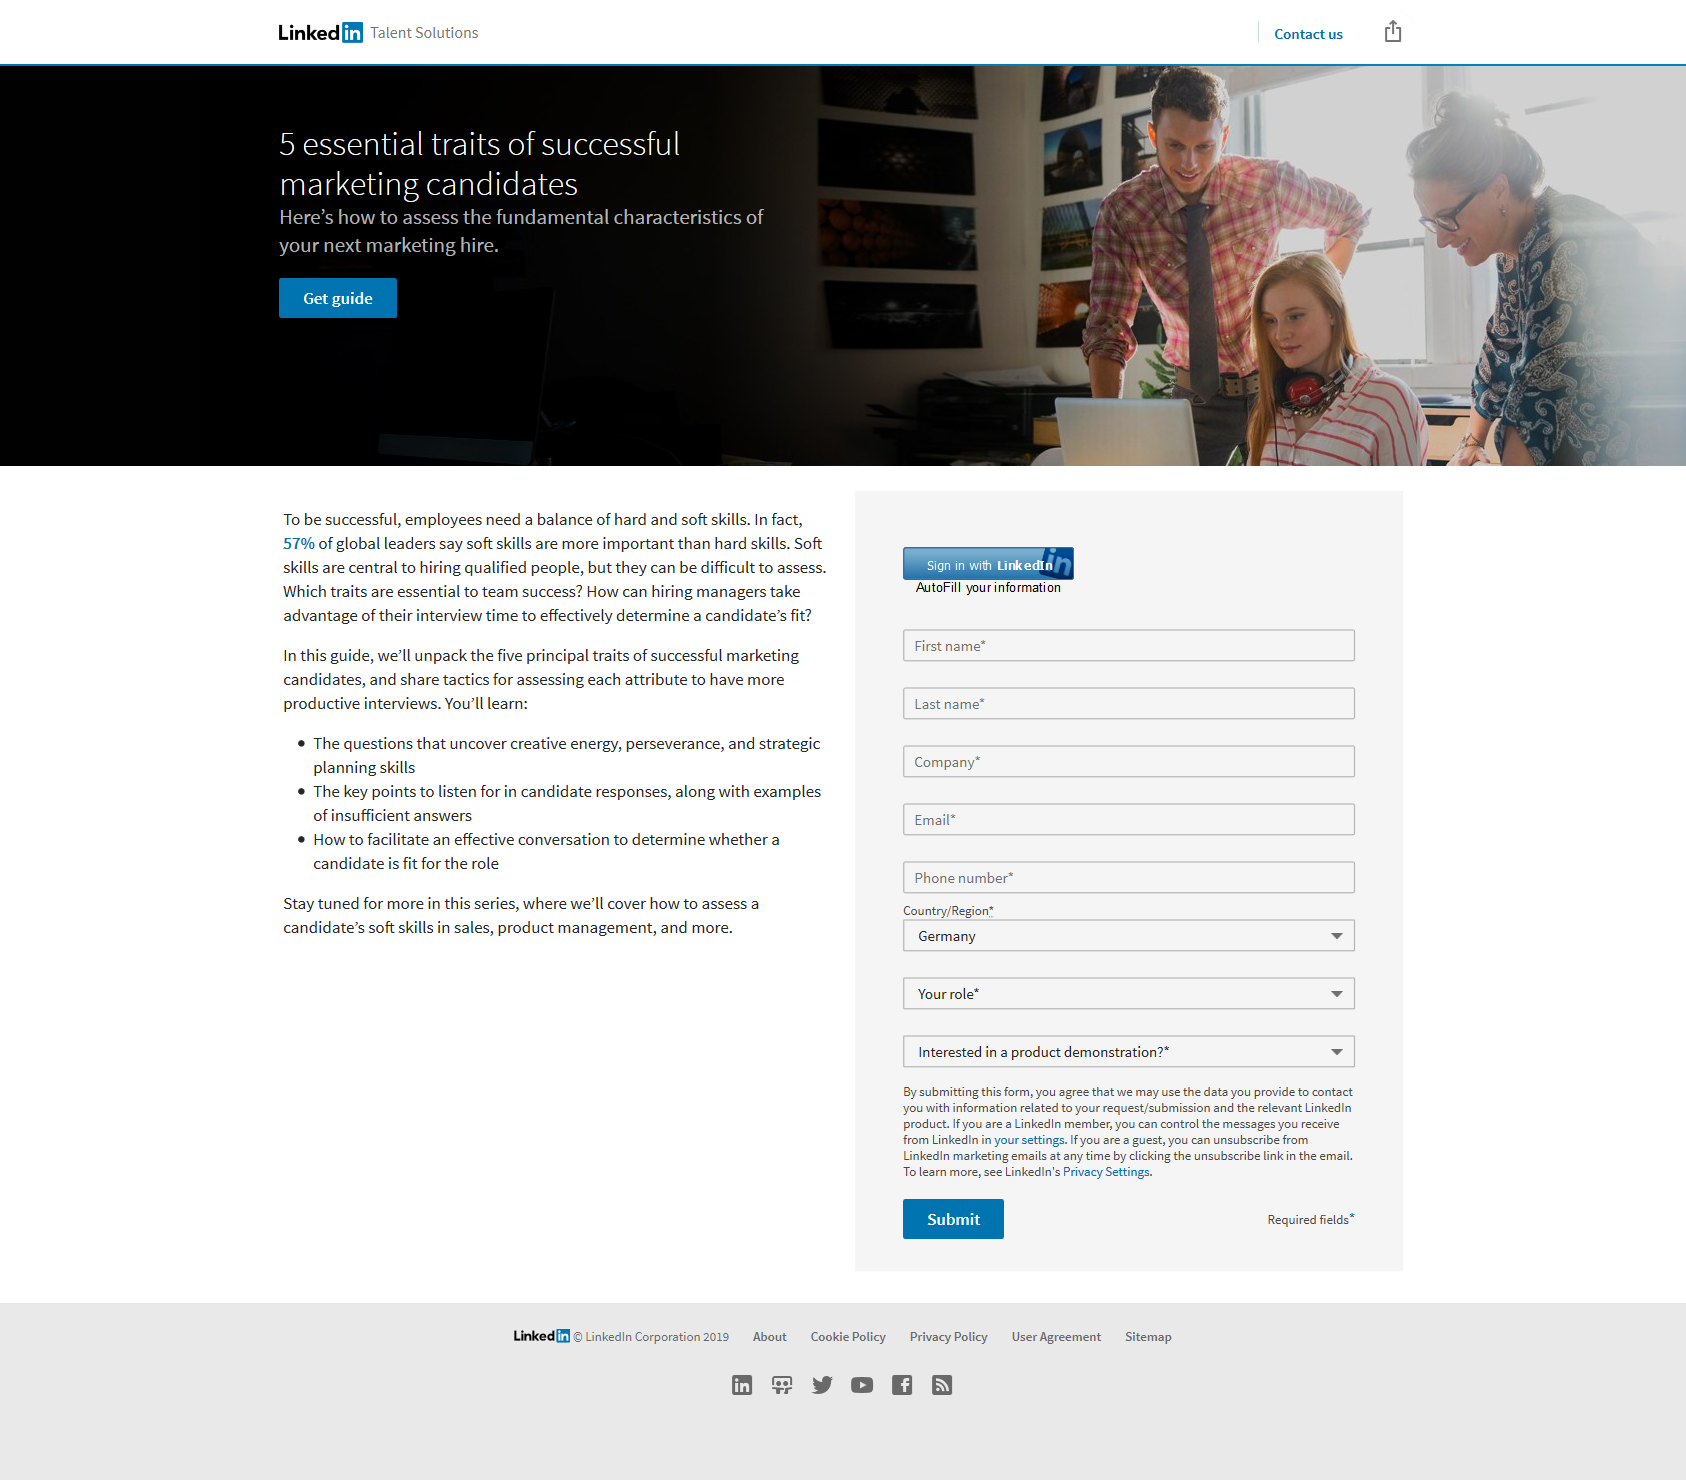 Linkedin Talent Solutions
Contact us
5 essential traits of successful
marketing candidates
Here's how to assess the fundamental characteristics of
your next marketing hire.
Get guide
To be successful, employees need a balance of hard and soft skills. In fact,
57% of global leaders say soft skills are more important than hard skills. Soft
skills are central to hiring qualified people, but they can be difficult to assess.
Which traits are essential to team success? How can hiring managers take
advantage of their interview time to effectively determine a candidate's fit?
In this guide, we'll unpack the five principal traits of successful marketing
candidates, and share tactics for assessing each attribute to have more
productive interviews. You'll learn:
• The questions that uncover creative energy, perseverance, and strategic
planning skills
• The key points to listen for in candidate responses, along with examples
of insufficient answers
• How to facilitate an effective conversation to determine whether a
candidate is fit for the role
Stay tuned for more in this series, where we'll cover how to assess a
candidate's soft skills in sales, product management, and more.
Sign in with LinkedIn in
AutoFill your information
First name*
Last name*
Company*
Email*
Phone number*
Country/Region*
Germany
Your role*
Interested in a product demonstration?*
By submitting this form, you agree that we may use the data you provide to contact
you with information related to your request/submission and the relevant LinkedIn
product. If you are a LinkedIn member, you can control the messages you receive
from LinkedIn in your settings. If you are a guest, you can unsubscribe from
LinkedIn marketing emails at any time by clicking the unsubscribe link in the email.
To learn more, see LinkedIn's Privacy Settings.
Submit
Required fields*
Linkedin © LinkedIn Corporation 2019 About Cookie Policy Privacy Policy User Agreement Sitemap